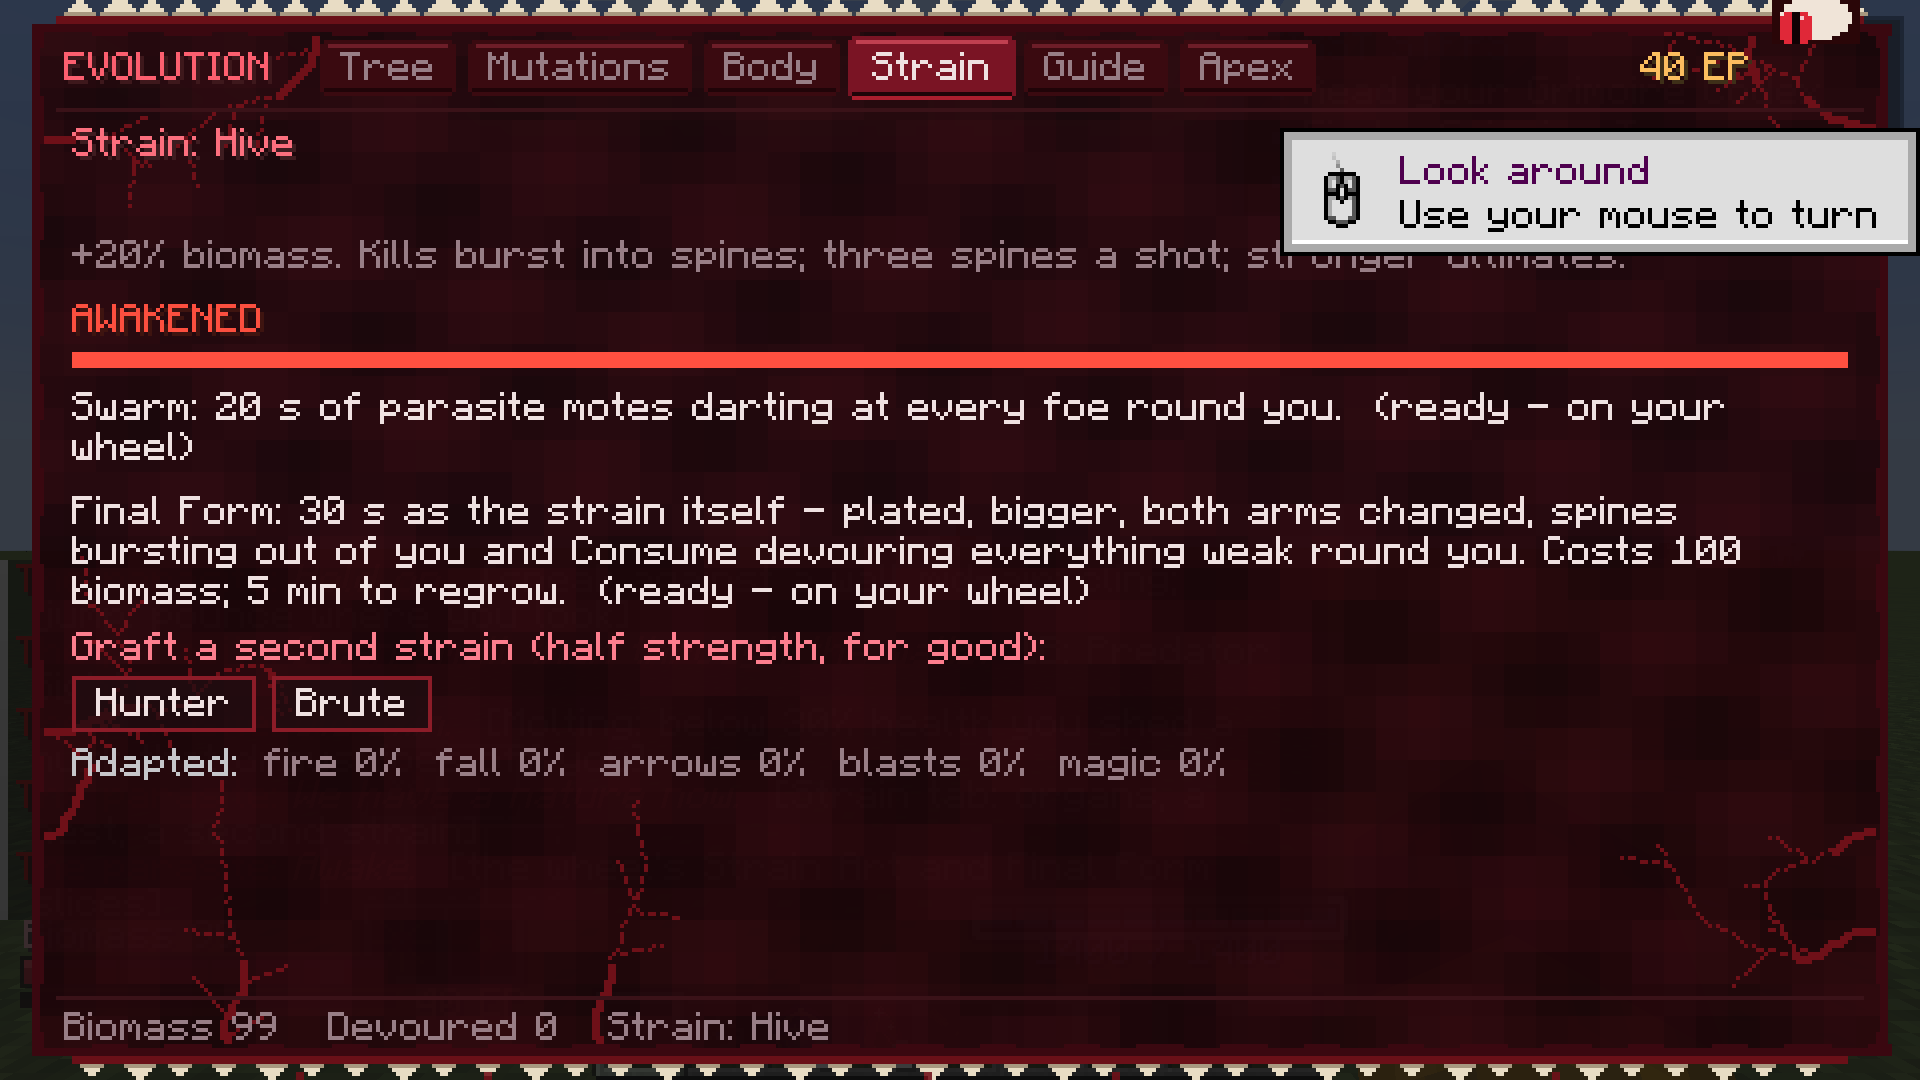 EVOLUTION Tree Mutations Body Strain Guide Apex 40 EP
Strain: Hive
Look around
Use your mouse to turn
+20% biomass. Kills burst into spines; three spines a shot; stronger ultimates.
AWAKENED
Swarm: 20 s of parasite motes darting at every foe round you. (ready - on your
wheel)
Final Form: 30 s as the strain itself - plated, bigger, both arms changed, spines
bursting out of you and Consume devouring everything weak round you. Costs 100
biomass; 5 min to regrow. (ready - on your wheel)
Graft a second strain (half strength, for good):
Hunter Brute
Adapted: fire 0% fall 0% arrows 0% blasts 0% magic 0%
Biomass 99 Devoured 0 Strain: Hive